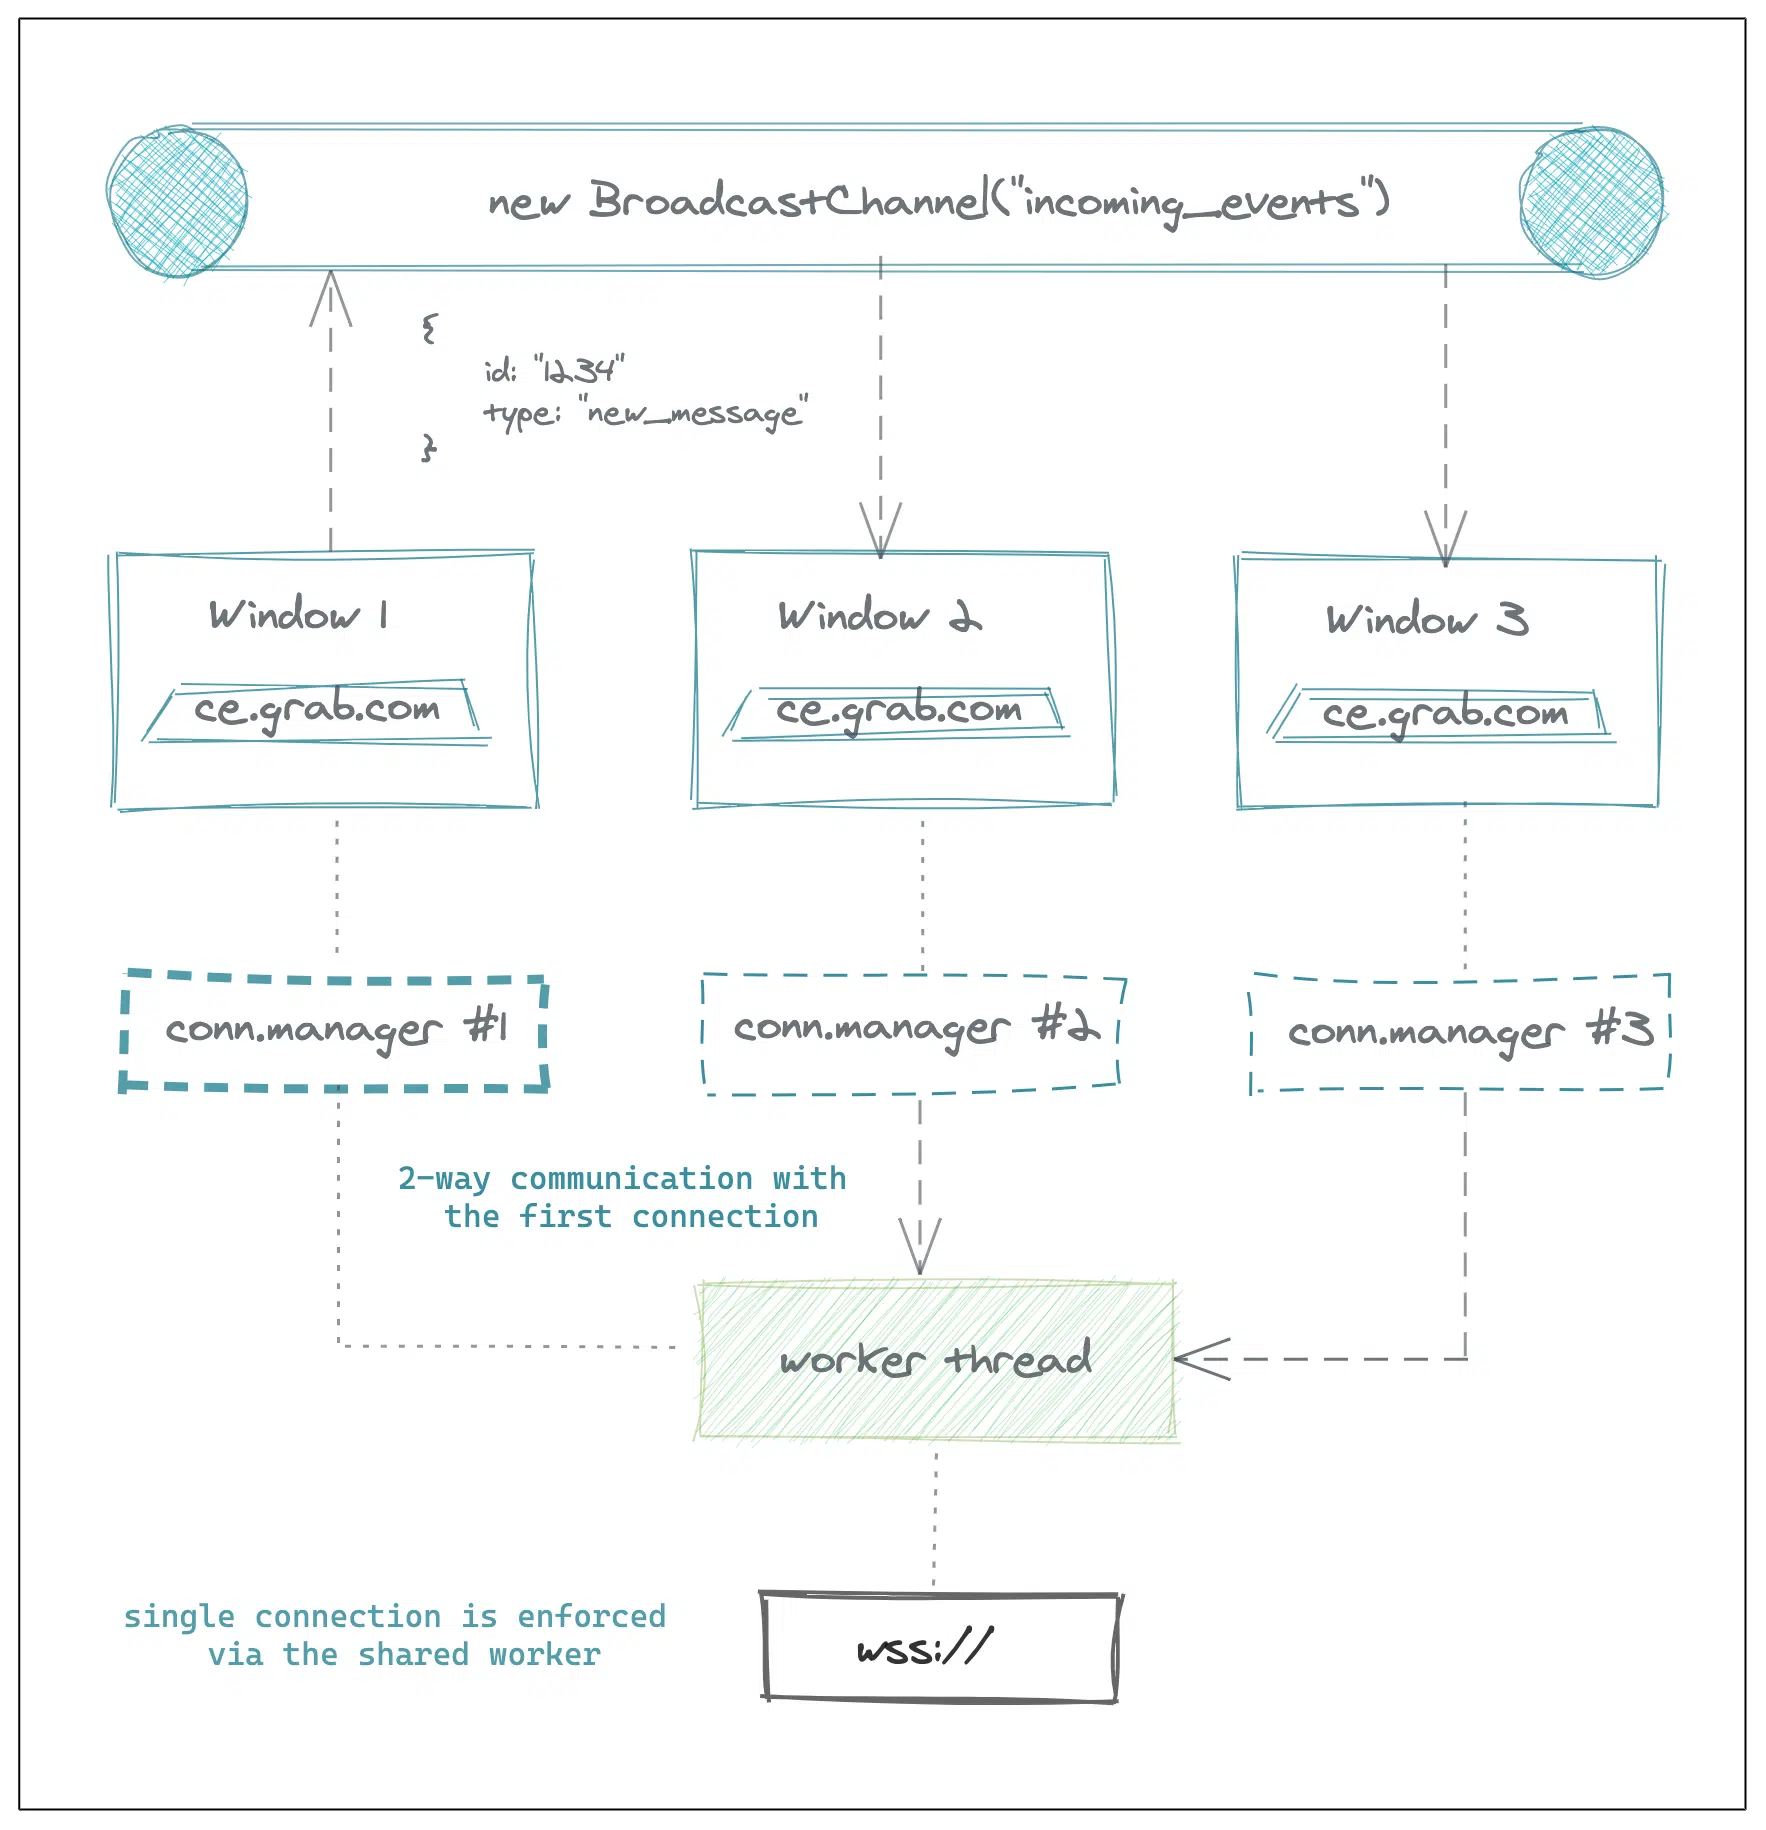 new BroadcastChannel("incoming_events")
{
id: "1234"
type: "new_message"
}
Window 1
ce.grab.com
Window 2
ce.grab.com
Window 3
ce.grab.com
conn.manager #1
conn.manager #2
conn.manager #3
2-way communication with
the first connection
worker thread
single connection is enforced
via the shared worker
wss://